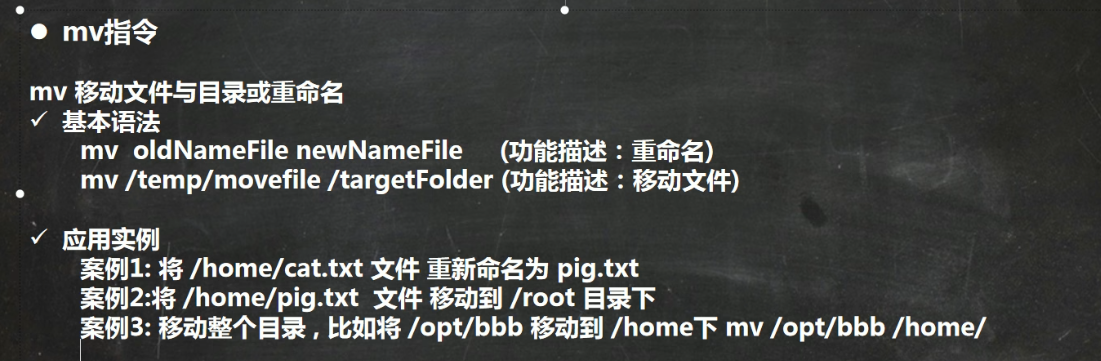 ● mv指令
mv 移动文件与目录或重命名
✓ 基本语法
mv  oldNameFile newNameFile     (功能描述：重命名)
mv /temp/movefile /targetFolder (功能描述：移动文件)
✓ 应用实例
案例1: 将 /home/cat.txt 文件 重新命名为 pig.txt
案例2:将 /home/pig.txt  文件 移动到 /root 目录下
案例3: 移动整个目录 , 比如将 /opt/bbb 移动到 /home下 mv /opt/bbb /home/